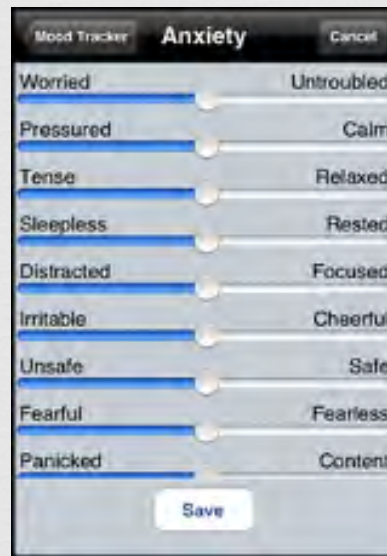 Mood Tracker Anxiety Cancel
Worried Untroubled
Pressured Calm
Tense Relaxed
Sleepless Rested
Distracted Focused
Irritable Cheerful
Unsafe Safe
Fearful Fearless
Panicked Content
Save